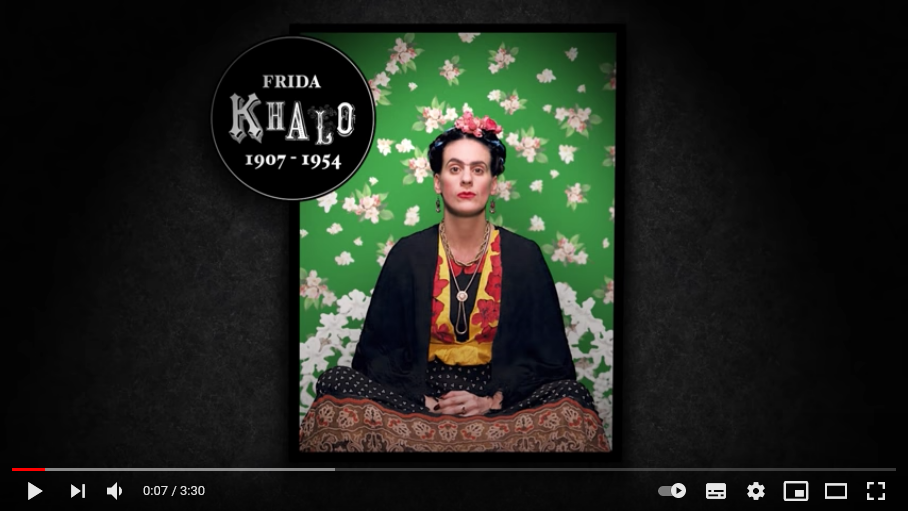 FRIDA
KHALO
1907 - 1954
0:07 / 3:30